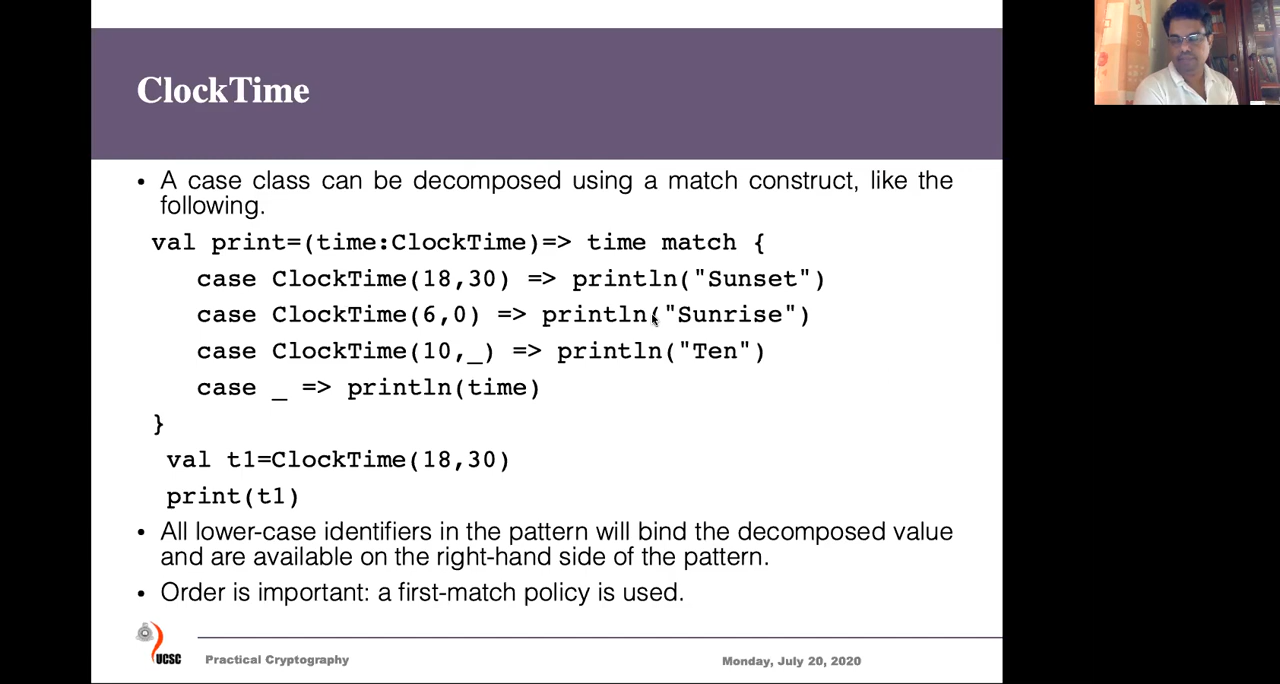 ClockTime
• A case class can be decomposed using a match construct, like the
following.
val print=(time:ClockTime)=> time match {
case ClockTime(18,30) => println("Sunset")
case ClockTime(6,0) => println("Sunrise")
case ClockTime(10,_) => println("Ten")
case _ => println(time)
}
val t1=ClockTime(18,30)
print(t1)
• All lower-case identifiers in the pattern will bind the decomposed value
and are available on the right-hand side of the pattern.
• Order is important: a first-match policy is used.
UCSC
Practical Cryptography
Monday, July 20, 2020